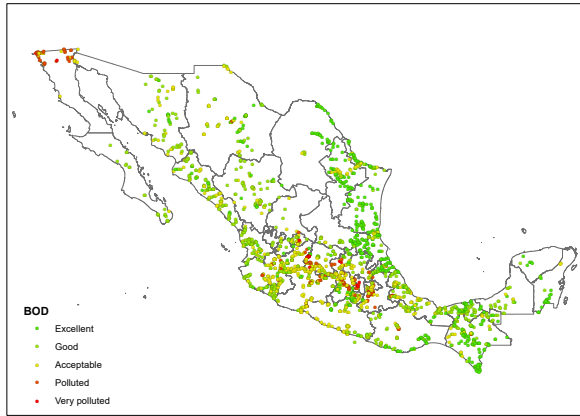 BOD
Excellent
Good
Acceptable
Polluted
Very polluted